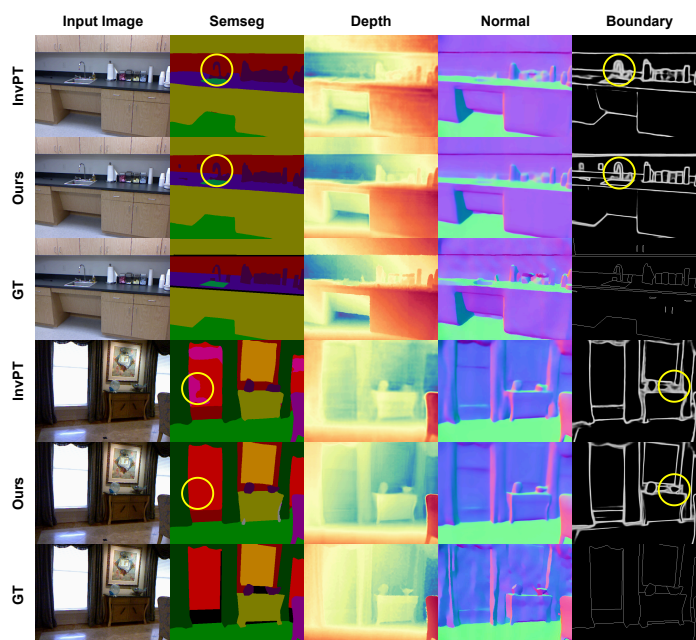 Input Image Semseg Depth Normal Boundary
InvPT
Ours
GT
InvPT
Ours
GT